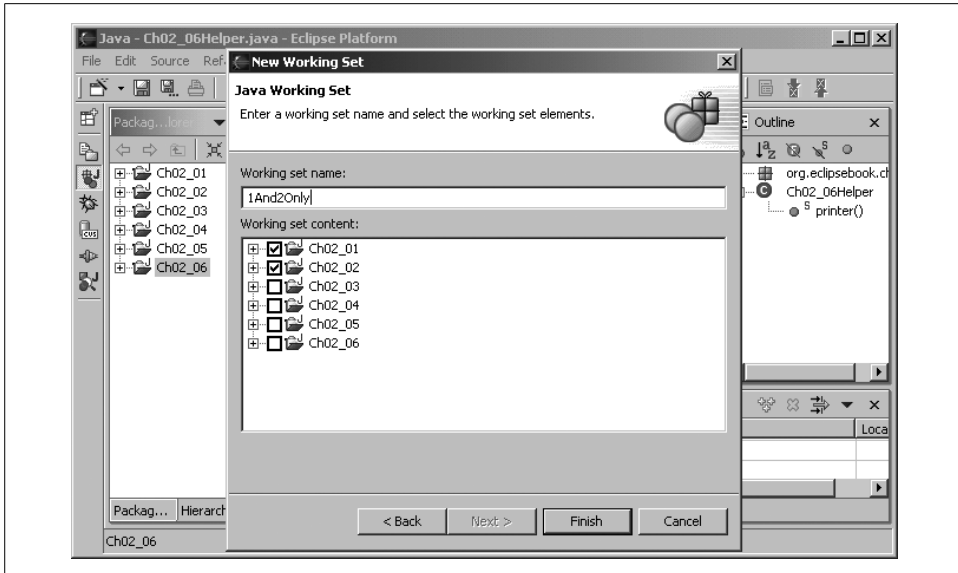 Java - Ch02_06Helper.java - Eclipse Platform
File Edit Source Ref
New Working Set
Java Working Set
Enter a working set name and select the working set elements.
Packag...lorer
Ch02_01
Ch02_02
Ch02_03
Ch02_04
Ch02_05
Ch02_06
Working set name:
1And2Only
Working set content:
Ch02_01
Ch02_02
Ch02_03
Ch02_04
Ch02_05
Ch02_06
Outline
org.eclipsebook.ch
Ch02_06Helper
printer()
Loca
Packag... Hierarch
< Back Next > Finish Cancel
Ch02_06